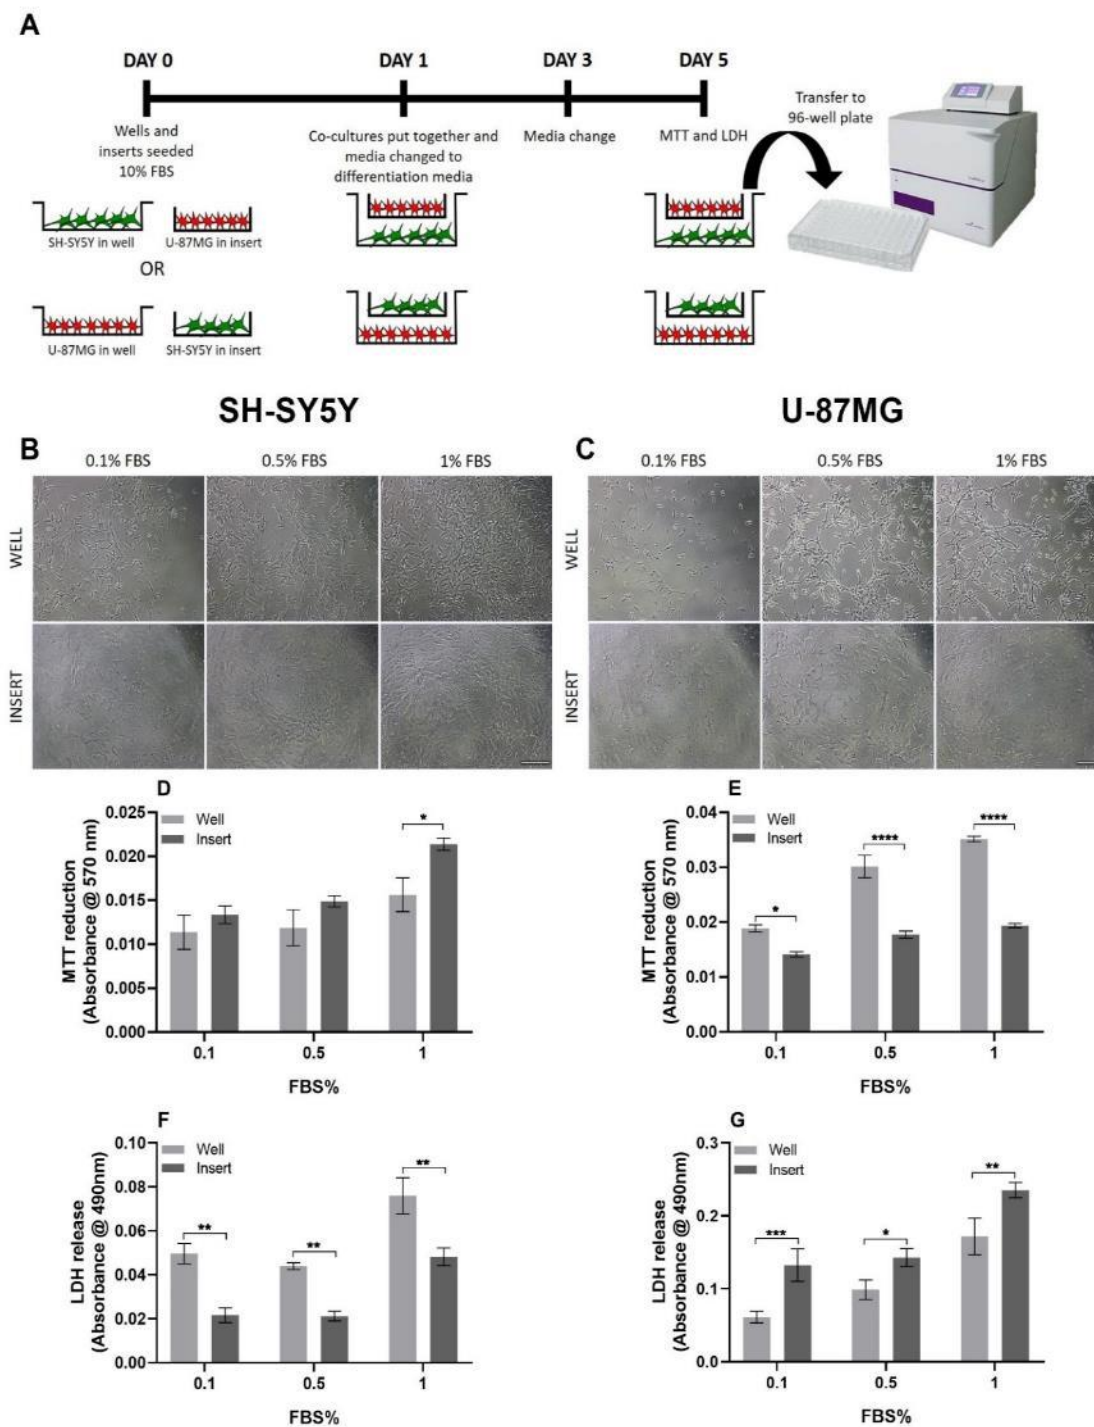 A
DAY 0
DAY 1
DAY 3
DAY 5
Wells and
inserts seeded
10% FBS
Co-cultures put together and
media changed to
differentiation media
Media change
MTT and LDH
Transfer to
96-well plate
SH-SY5Y in well
U-87MG in insert
OR
U-87MG in well
SH-SY5Y in insert
SH-SY5Y
U-87MG
B
0.1% FBS
0.5% FBS
1% FBS
WELL
INSERT
C
0.1% FBS
0.5% FBS
1% FBS
WELL
INSERT
D
MTT reduction
(Absorbance @ 570 nm)
0.025
0.020
0.015
0.010
0.005
0.000
Well
Insert
*
0.1
0.5
1
FBS%
E
MTT reduction
(Absorbance @ 570 nm)
0.04
0.03
0.02
0.01
0.00
Well
Insert
*
****
****
0.1
0.5
1
FBS%
F
LDH release
(Absorbance @ 490nm)
0.10
0.08
0.06
0.04
0.02
0.00
Well
Insert
**
**
**
0.1
0.5
1
FBS%
G
LDH release
(Absorbance @ 490nm)
0.3
0.2
0.1
0.0
Well
Insert
***
*
**
0.1
0.5
1
FBS%